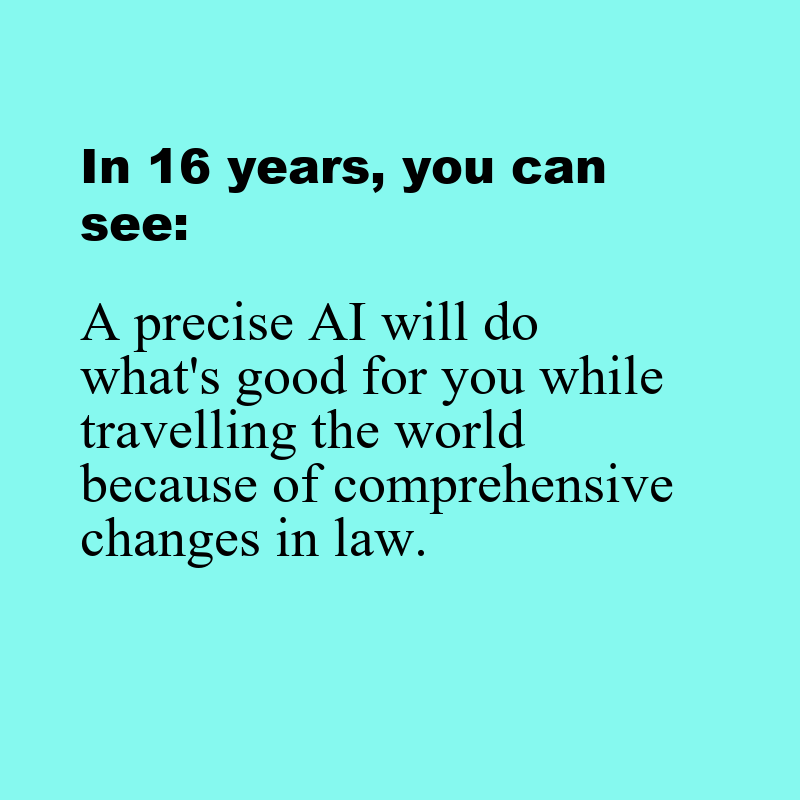 In 16 years, you can
see:
A precise AI will do
what's good for you while
travelling the world
because of comprehensive
changes in law.